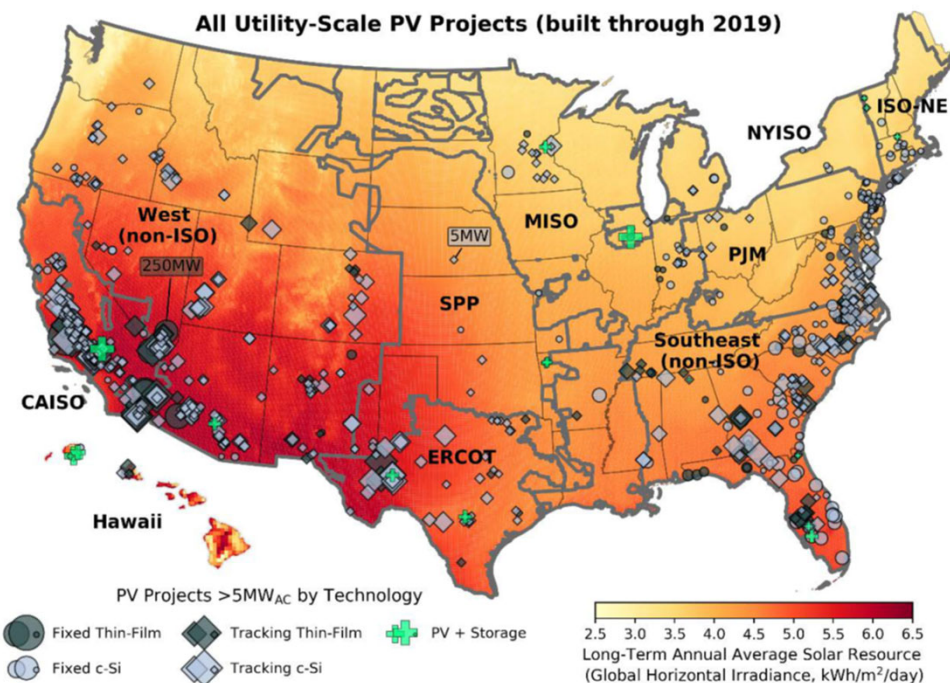 All Utility-Scale PV Projects (built through 2019)
ISO-NE
NYISO
West
(non-ISO)
MISO
5MW
PJM
250MW
SPP
Southeast
(non-ISO)
CAISO
ERCOT
Hawaii
PV Projects >5MWAC by Technology
Fixed Thin-Film
Tracking Thin-Film
PV + Storage
Fixed c-Si
Tracking c-Si
2.5 3.0 3.5 4.0 4.5 5.0 5.5 6.0 6.5
Long-Term Annual Average Solar Resource
(Global Horizontal Irradiance, kWh/m²/day)